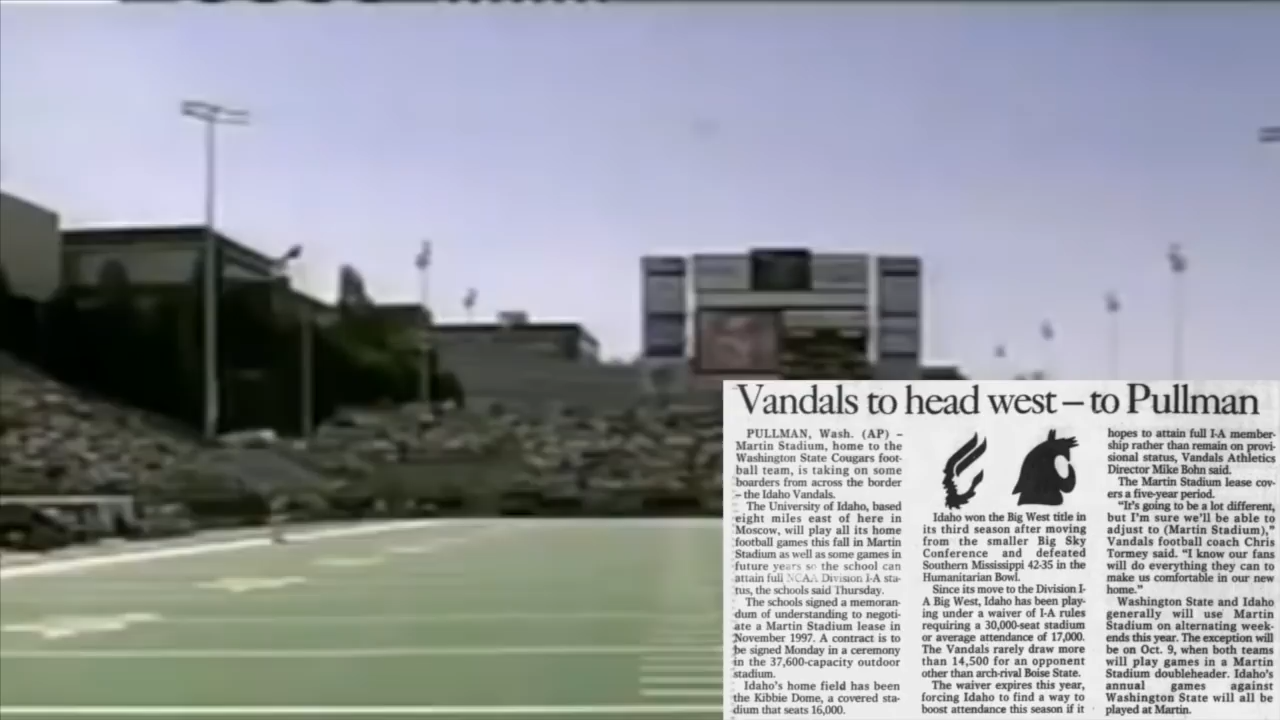 Vandals to head west – to Pullman
PULLMAN, Wash. (AP) –
Martin Stadium, home to the
Washington State Cougars foot-
ball team, is taking on some
boarders from across the border
– the Idaho Vandals.
The University of Idaho, based
eight miles east of here in
Moscow, will play all its home
football games this fall in Martin
Stadium as well as some games in
future years so the school can
attain full NCAA Division I-A sta-
tus, the schools said Thursday.
The schools signed a memoran-
dum of understanding to negoti-
ate a Martin Stadium lease in
November 1997. A contract is to
be signed Monday in a ceremony
in the 37,600-capacity outdoor
stadium.
Idaho's home field has been
the Kibbie Dome, a covered sta-
dium that seats 16,000.
Idaho won the Big West title in
its third season after moving
from the smaller Big Sky
Conference and defeated
Southern Mississippi 42-35 in the
Humanitarian Bowl.
Since its move to the Division I-
A Big West, Idaho has been play-
ing under a waiver of I-A rules
requiring a 30,000-seat stadium
or average attendance of 17,000.
The Vandals rarely draw more
than 14,500 for an opponent
other than arch-rival Boise State.
The waiver expires this year,
forcing Idaho to find a way to
boost attendance this season if it
hopes to attain full I-A member-
ship rather than remain on provi-
sional status, Vandals Athletics
Director Mike Bohn said.
The Martin Stadium lease cov-
ers a five-year period.
"It's going to be a lot different,
but I'm sure we'll be able to
adjust to (Martin Stadium),"
Vandals football coach Chris
Tormey said. "I know our fans
will do everything they can to
make us comfortable in our new
home."
Washington State and Idaho
generally will use Martin
Stadium on alternating week-
ends this year. The exception will
be on Oct. 9, when both teams
will play games in a Martin
Stadium doubleheader. Idaho's
annual games against
Washington State will all be
played at Martin.